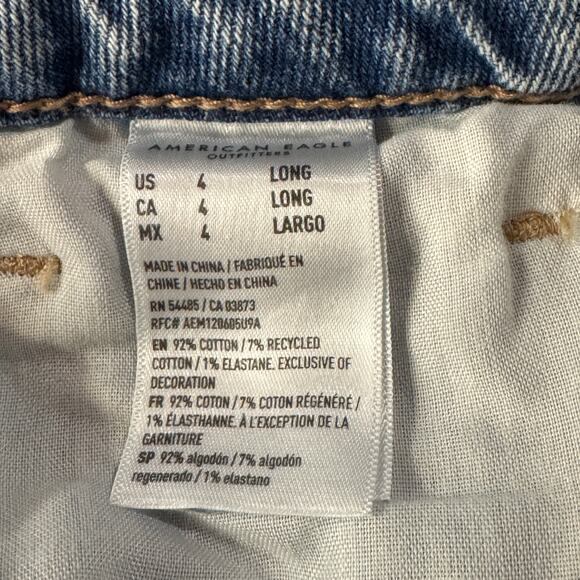 AMERICAN EAGLE
OUTFITTERS
US 4 LONG
CA 4 LONG
MX 4 LARGO
MADE IN CHINA / FABRIQUÉ EN
CHINE / HECHO EN CHINA
RN 54485 / CA 03873
RFC# AEM120605U9A
EN 92% COTTON / 7% RECYCLED
COTTON / 1% ELASTANE. EXCLUSIVE OF
DECORATION
FR 92% COTON / 7% COTON RÉGÉNÉRÉ /
1% ÉLASTHANNE. À L'EXCEPTION DE LA
GARNITURE
SP 92% algodón / 7% algodón
regenerado / 1% elastano